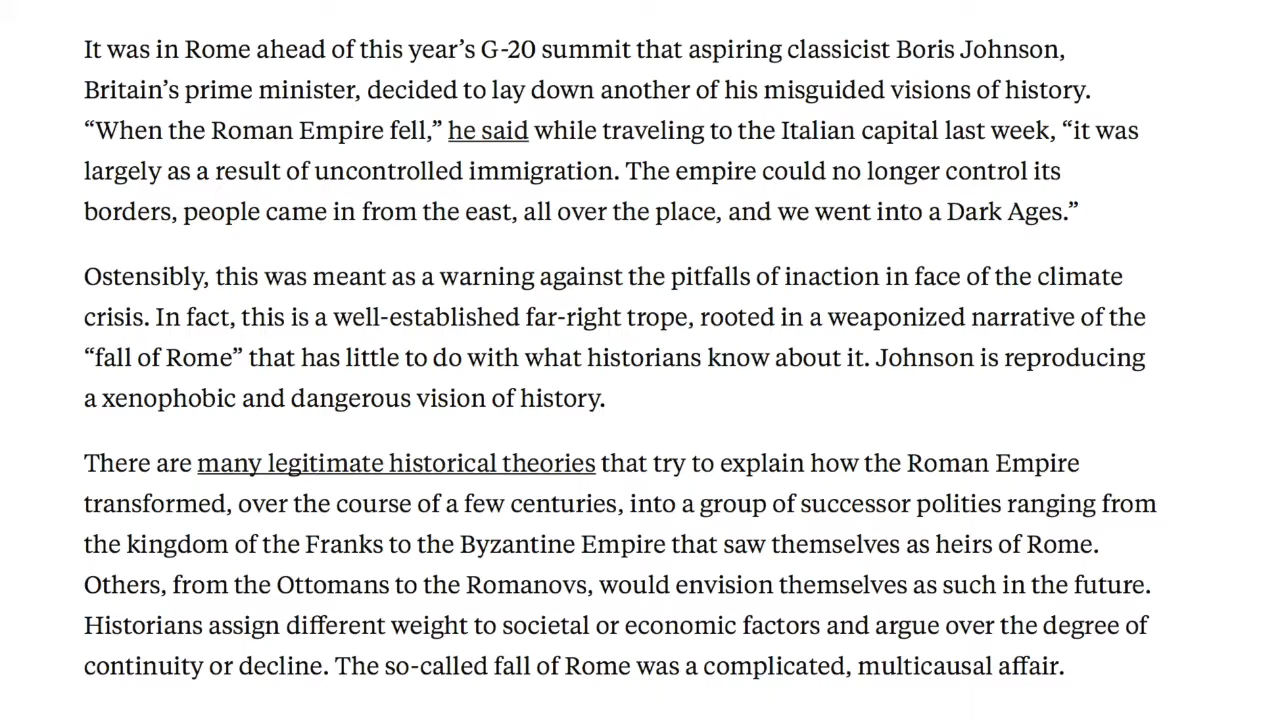 It was in Rome ahead of this year’s G-20 summit that aspiring classicist Boris Johnson,
Britain’s prime minister, decided to lay down another of his misguided visions of history.
“When the Roman Empire fell,” he said while traveling to the Italian capital last week, “it was
largely as a result of uncontrolled immigration. The empire could no longer control its
borders, people came in from the east, all over the place, and we went into a Dark Ages.”
Ostensibly, this was meant as a warning against the pitfalls of inaction in face of the climate
crisis. In fact, this is a well-established far-right trope, rooted in a weaponized narrative of the
“fall of Rome” that has little to do with what historians know about it. Johnson is reproducing
a xenophobic and dangerous vision of history.
There are many legitimate historical theories that try to explain how the Roman Empire
transformed, over the course of a few centuries, into a group of successor polities ranging from
the kingdom of the Franks to the Byzantine Empire that saw themselves as heirs of Rome.
Others, from the Ottomans to the Romanovs, would envision themselves as such in the future.
Historians assign different weight to societal or economic factors and argue over the degree of
continuity or decline. The so-called fall of Rome was a complicated, multicausal affair.